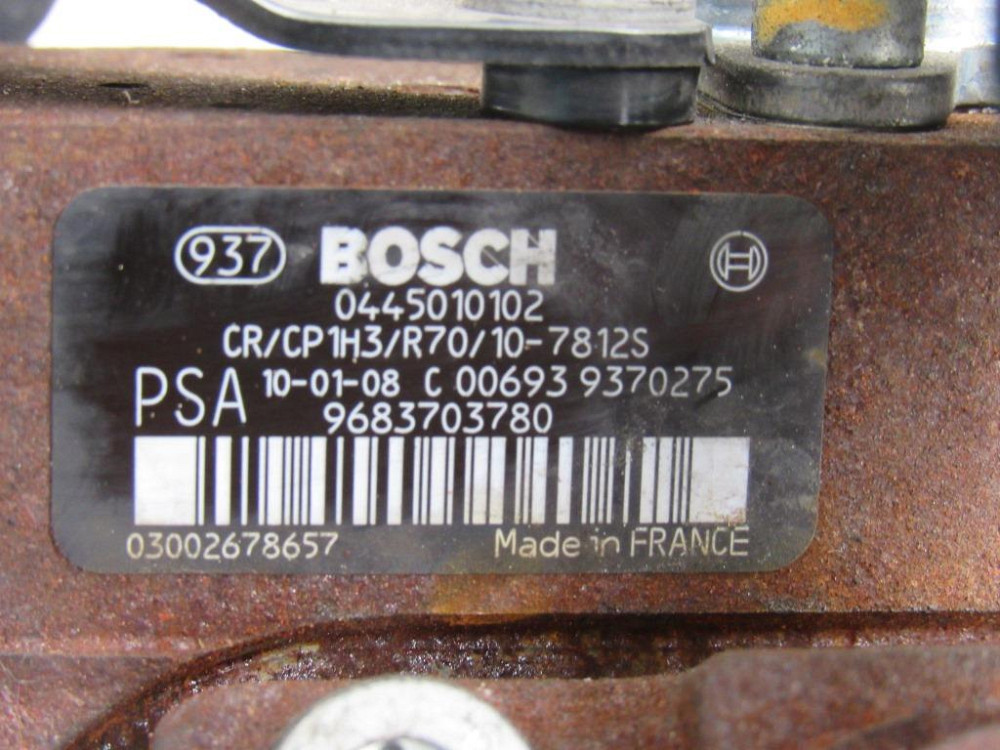 937 BOSCH
0445010102
CR/CP1H3/R70/10-7812S
PSA 10-01-08 C 00693 9370275
9683703780
03002678657 Made in FRANCE